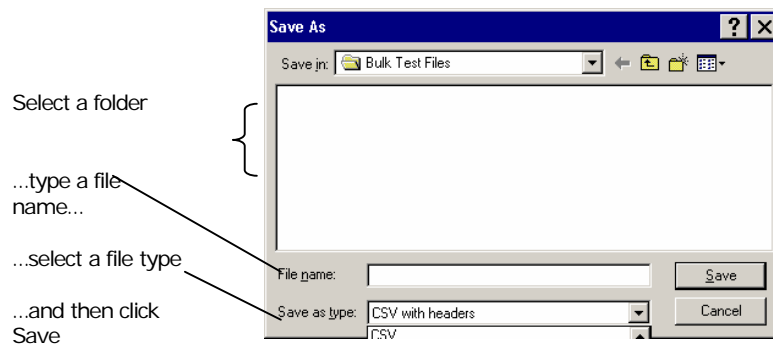 Save As
Save in: Bulk Test Files
Select a folder
...type a file
name...
...select a file type
...and then click
Save
File name:
Save
Save as type: CSV with headers
Cancel
CSV